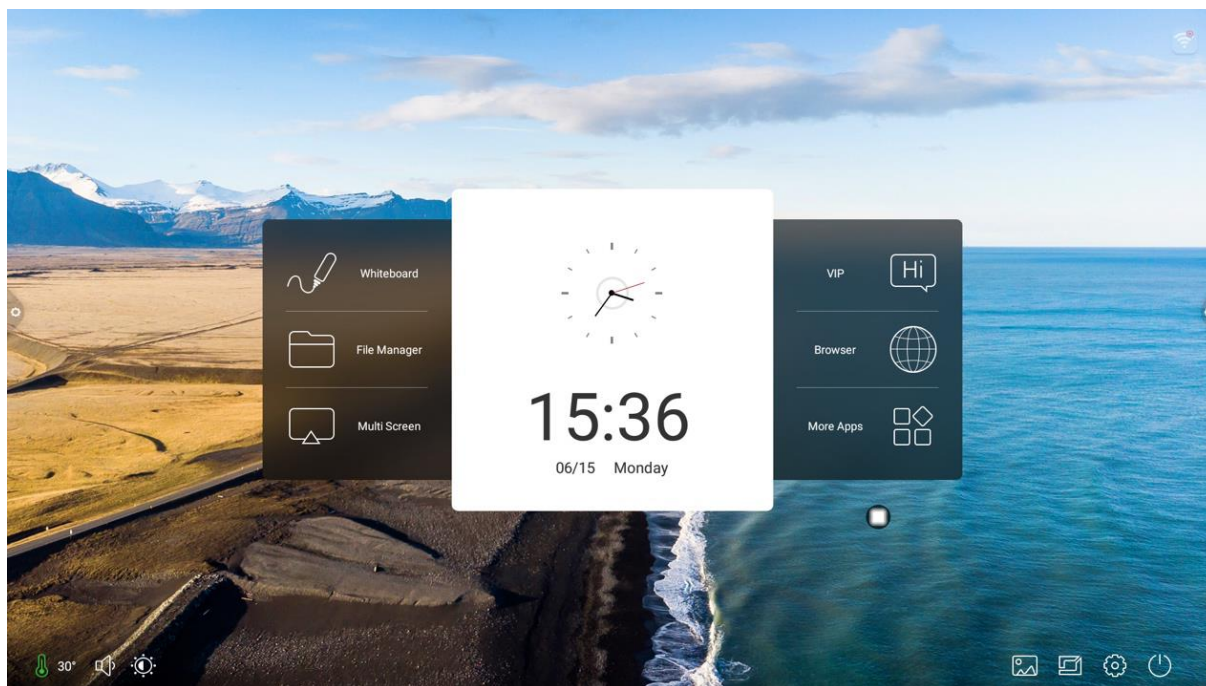 Whiteboard
File Manager
Multi Screen
15:36
06/15 Monday
VIP
Hi
Browser
More Apps
30°